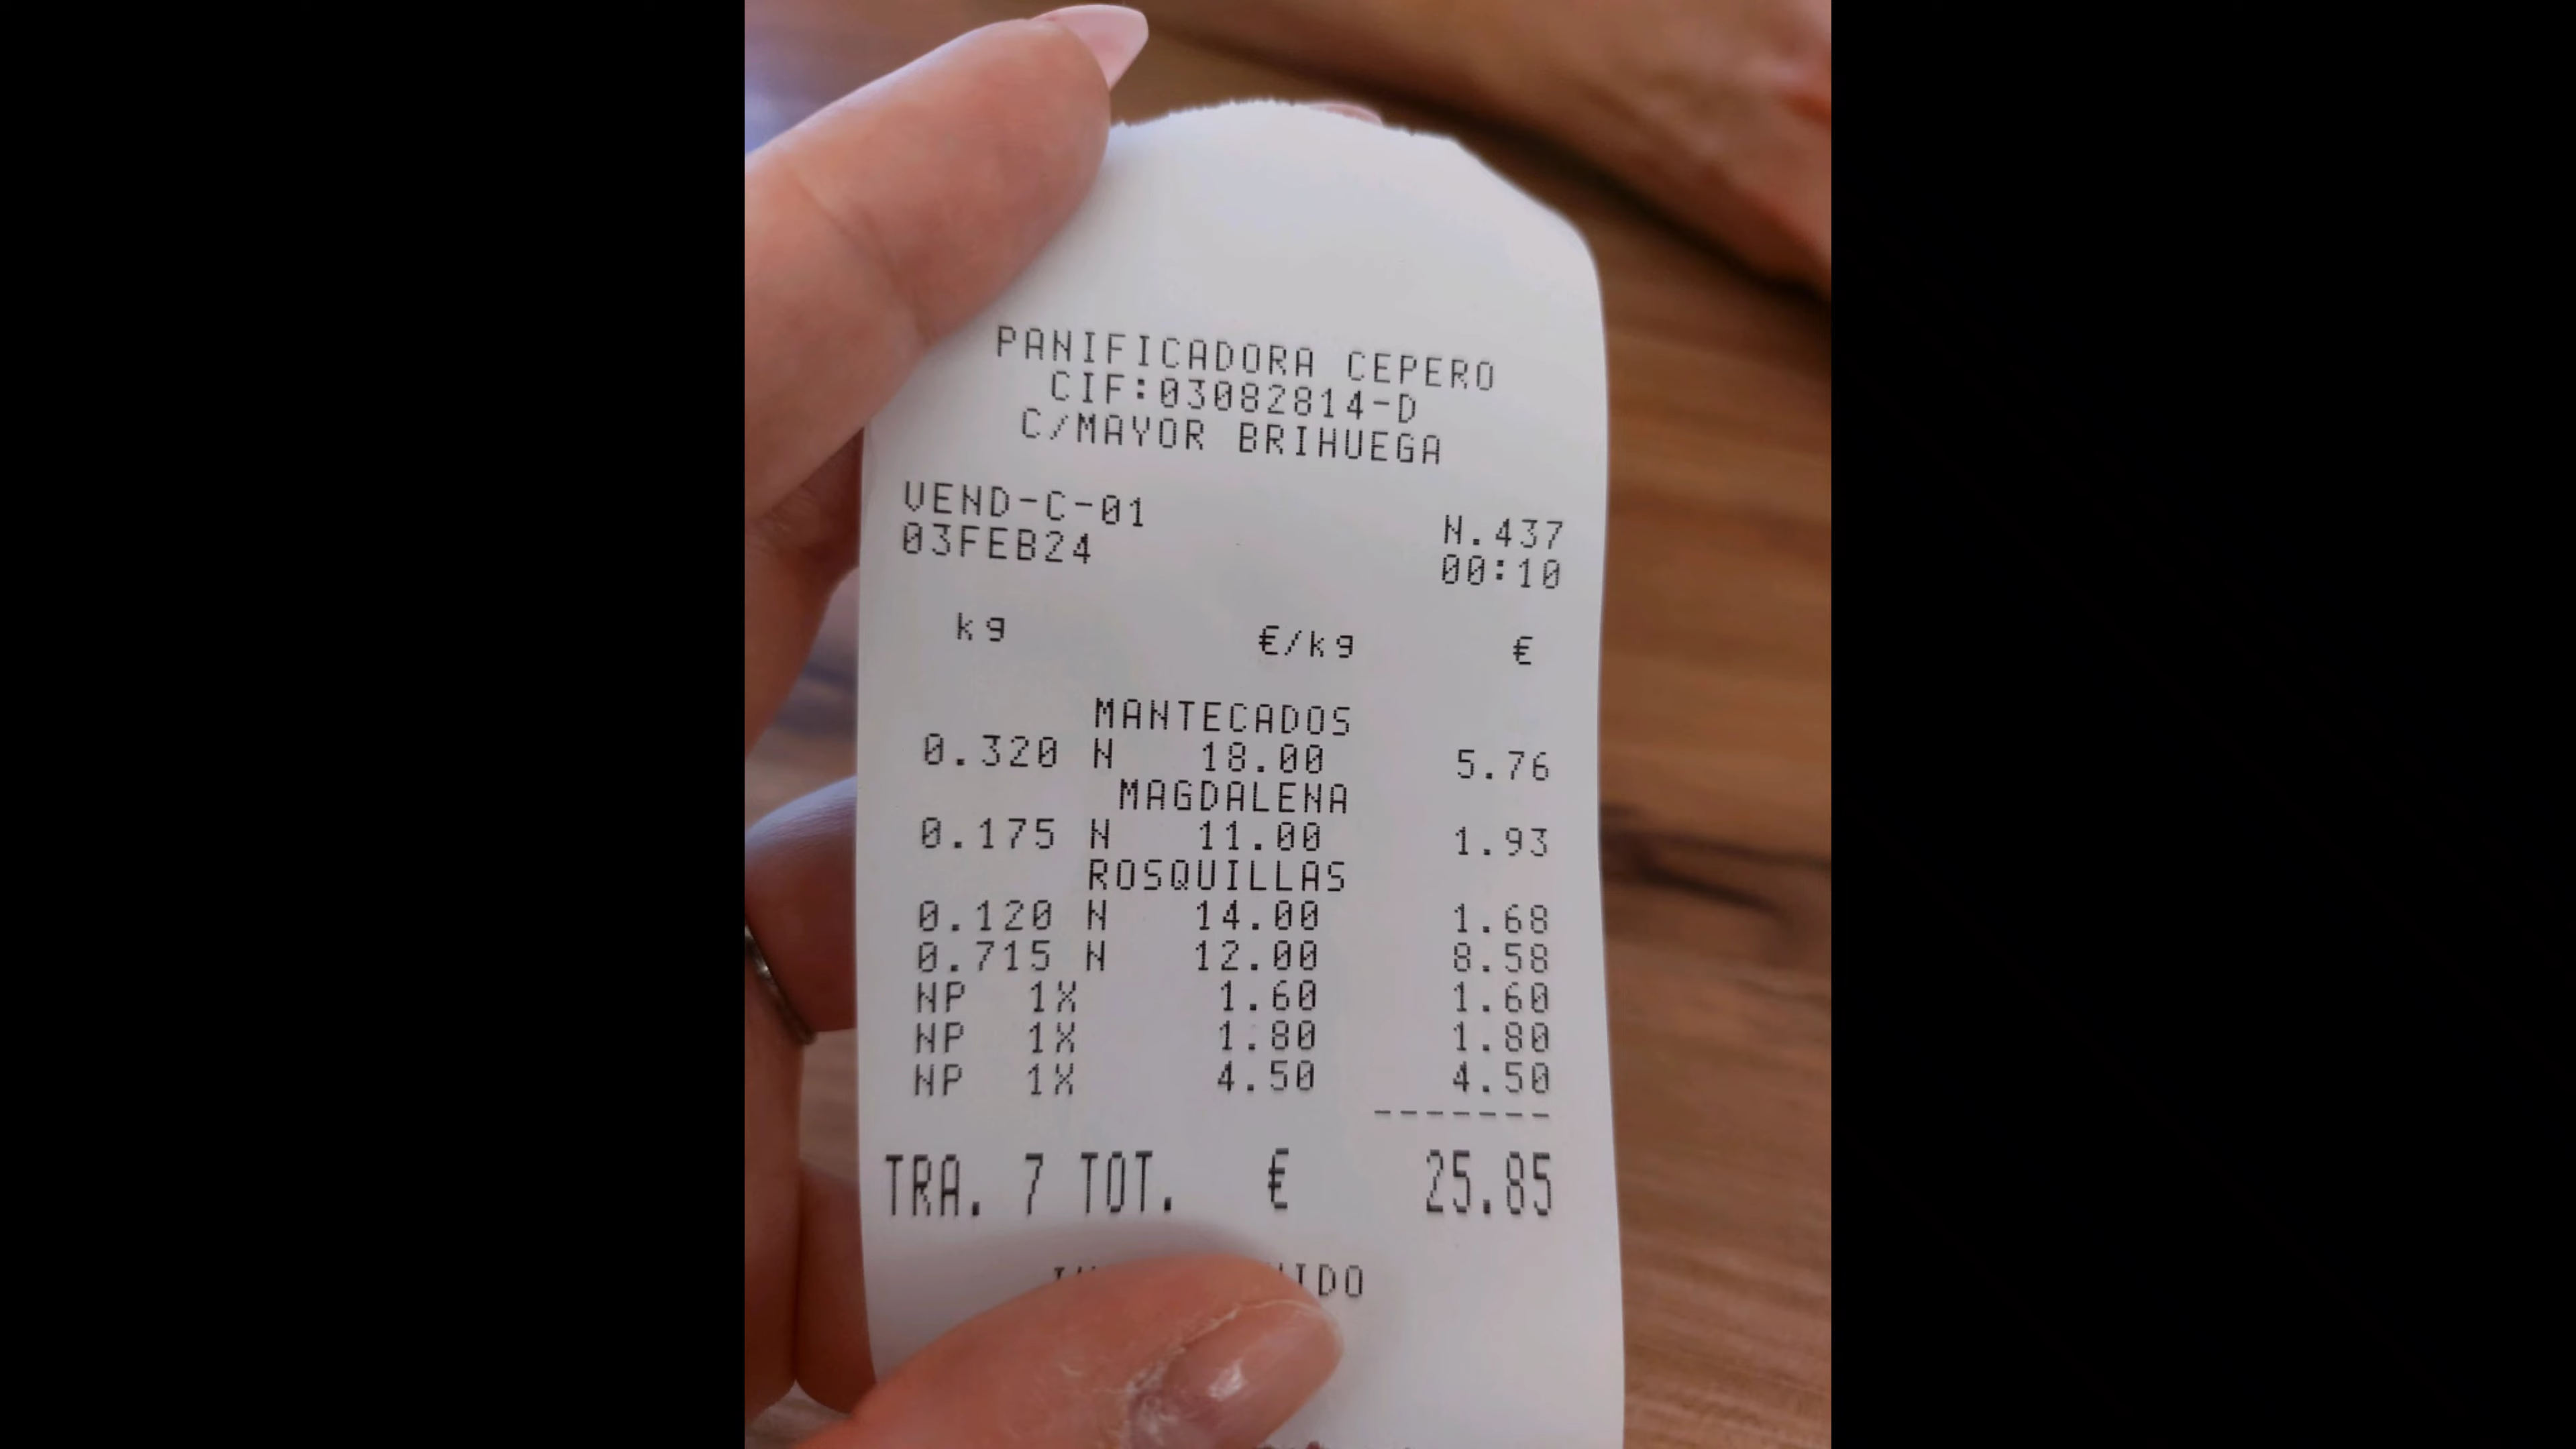 PANIFICADORA CEPERO
CIF:03082814-D
C/MAYOR BRIHUEGA
VEND-C-01 N.437
03FEB24 00:10
kg €/kg €
MANTECADOS
0.320 N 18.00 5.76
MAGDALENA
0.175 N 11.00 1.93
ROSQUILLAS
0.120 N 14.00 1.68
0.715 N 12.00 8.58
NP 1X 1.60 1.60
NP 1X 1.80 1.80
NP 1X 4.50 4.50
-------
TRA. 7 TOT. € 25.85